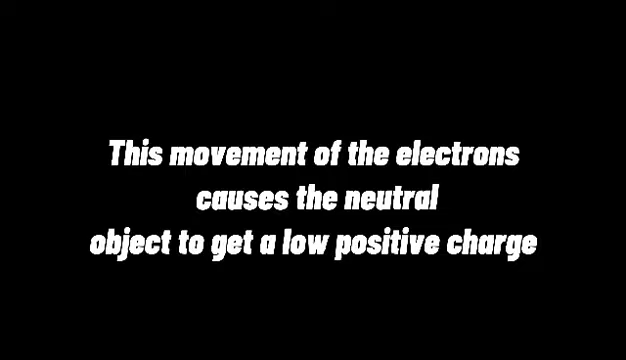 This movement of the electrons
causes the neutral
object to get a low positive charge